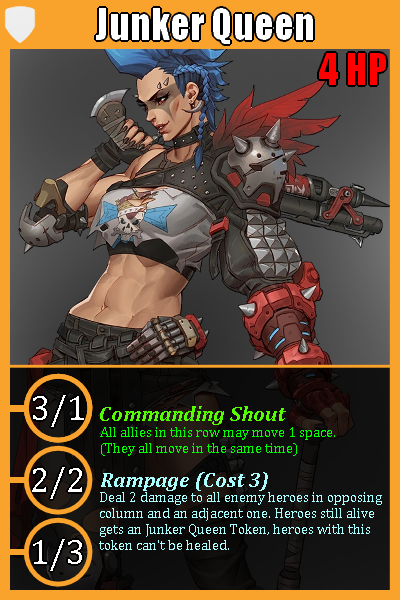 Junker Queen
4 HP
3/1
Commanding Shout
All allies in this row may move 1 space.
(They all move in the same time)
2/2
Rampage (Cost 3)
Deal 2 damage to all enemy heroes in opposing
column and an adjacent one. Heroes still alive
gets an Junker Queen Token, heroes with this
token can't be healed.
1/3